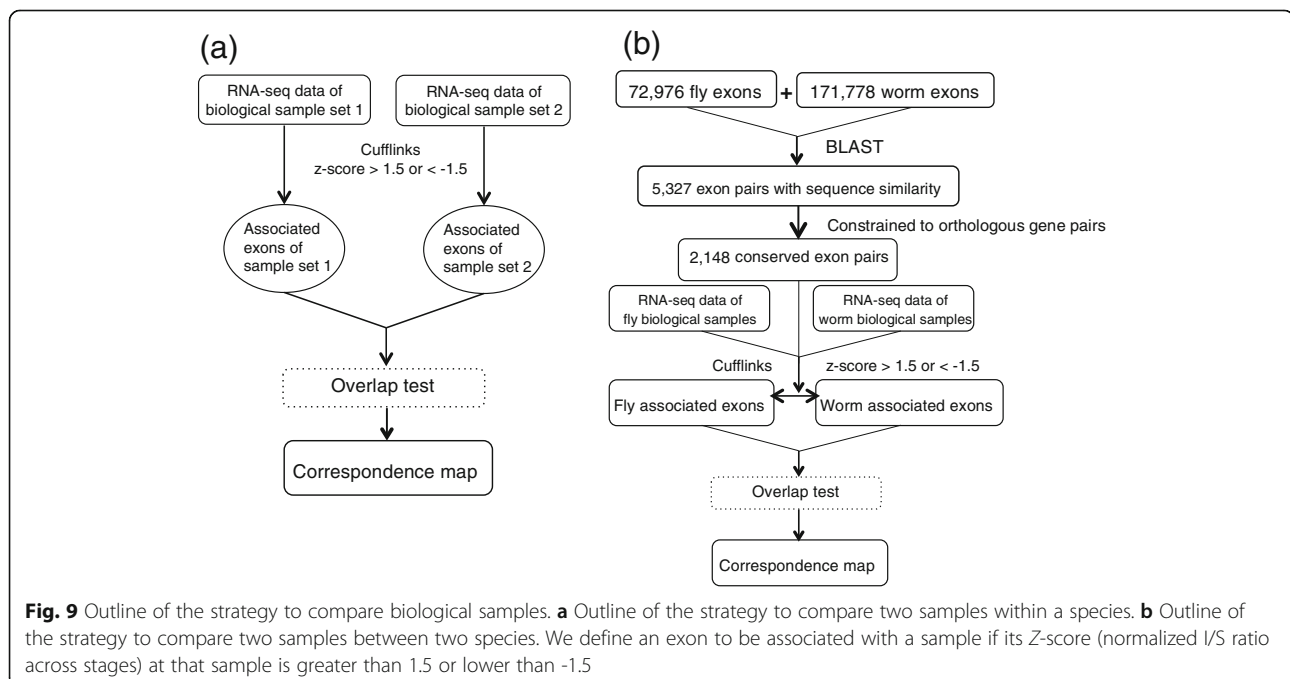 (a)
RNA-seq data of
biological sample set 1
RNA-seq data of
biological sample set 2
Cufflinks
z-score > 1.5 or < -1.5
Associated
exons of
sample set 1
Associated
exons of
sample set 2
Overlap test
Correspondence map
(b)
72,976 fly exons
+
171,778 worm exons
BLAST
5,327 exon pairs with sequence similarity
Constrained to orthologous gene pairs
2,148 conserved exon pairs
RNA-seq data of
fly biological samples
RNA-seq data of
worm biological samples
Cufflinks
z-score > 1.5 or < -1.5
Fly associated exons
Worm associated exons
Overlap test
Correspondence map
Fig. 9 Outline of the strategy to compare biological samples. a Outline of the strategy to compare two samples within a species. b Outline of
the strategy to compare two samples between two species. We define an exon to be associated with a sample if its Z-score (normalized I/S ratio
across stages) at that sample is greater than 1.5 or lower than -1.5